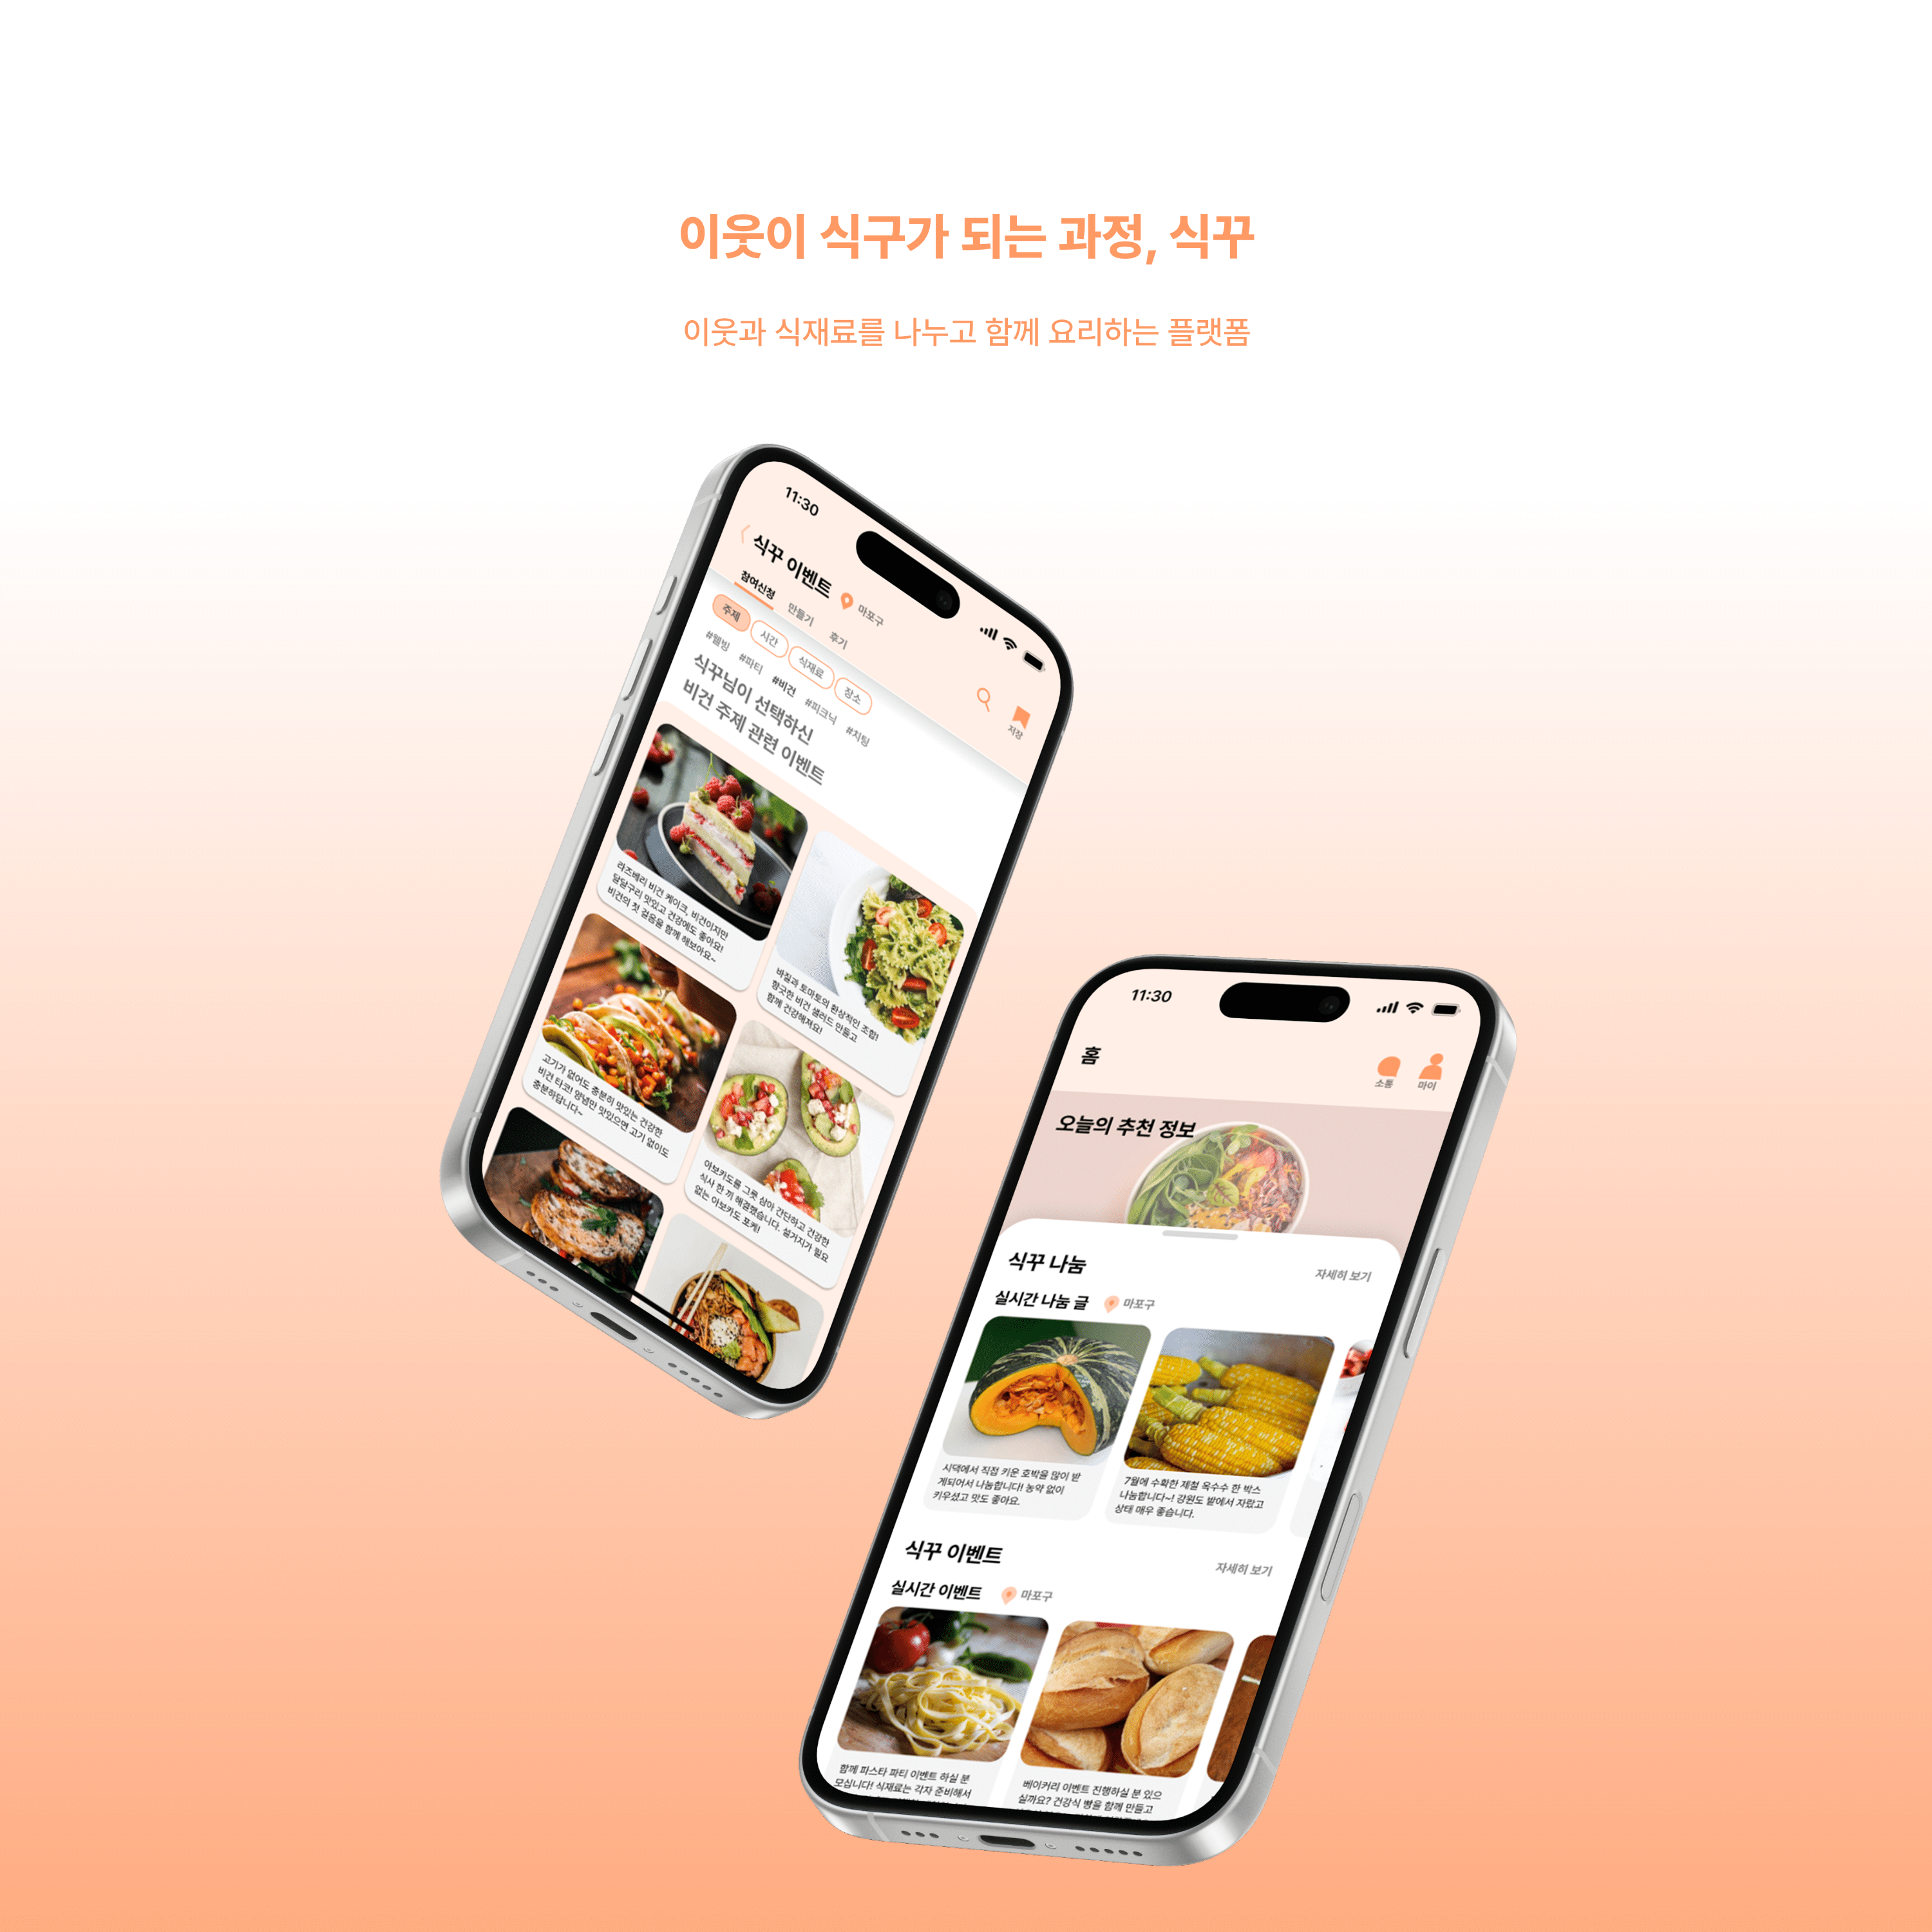 이웃이 식구가 되는 과정, 식꾸
이웃과 식재료를 나누고 함께 요리하는 플랫폼
11:30
식꾸 이벤트
마포구
참여신청 만들기 후기
저장
주제 시간 식재료 장소
#웰빙 #파티 #비건 #피크닉 #치팅
식꾸님이 선택하신
비건 주제 관련 이벤트
라즈베리 비건 케이크, 비건이지만
달달구리 맛있고 건강에도 좋아요!
비건의 첫 걸음을 함께 해보아요~
바질과 토마토의 환상적인 조합!
향긋한 비건 샐러드 만들고
함께 건강해져요!
고기가 없어도 충분히 맛있는 건강한
비건 타코! 양념만 맛있으면 고기 없이도
충분하답니다~
아보카도를 그릇 삼아 간단하고 건강한
식사 한 끼 해결했습니다. 설거지가 필요
없는 아보카도 포케!
11:30
홈
소통 마이
오늘의 추천 정보
식꾸 나눔
자세히 보기
실시간 나눔 글 마포구
시댁에서 직접 키운 호박을 많이 받
게되어서 나눔합니다! 농약 없이
키우셨고 맛도 좋아요.
7월에 수확한 제철 옥수수 한 박스
나눔합니다~! 강원도 밭에서 자랐고
상태 매우 좋습니다.
식꾸 이벤트
자세히 보기
실시간 이벤트 마포구
함께 파스타 파티 이벤트 하실 분
모십니다! 식재료는 각자 준비해서
베이커리 이벤트 진행하실 분 있으
실까요? 건강식 빵을 함께 만들고